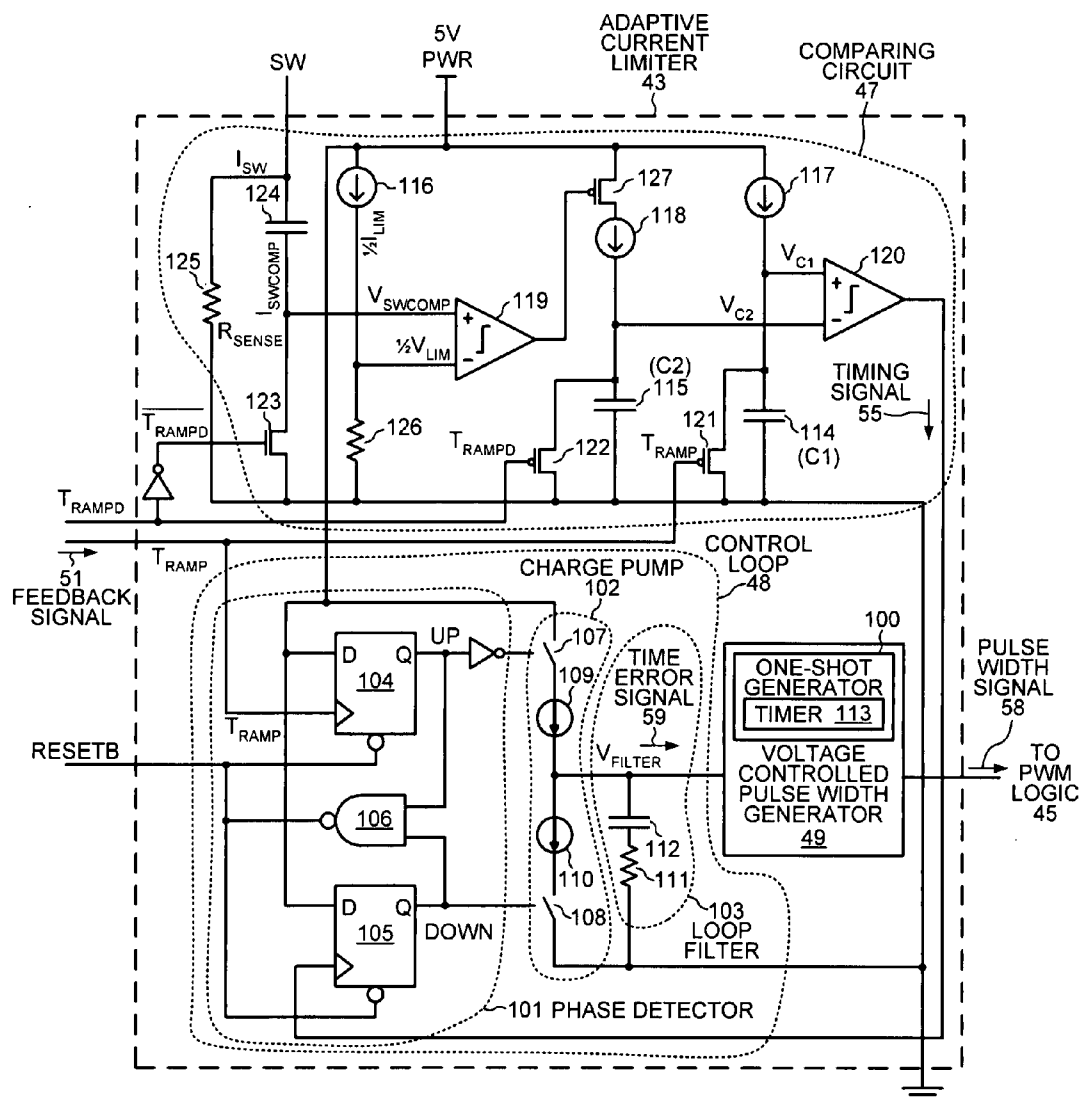 ADAPTIVE
CURRENT
LIMITER
43
COMPARING
CIRCUIT
47
5V
PWR
SW
I_SW
124
116
127
117
118
½I_LIM
I_SWCOMP
125
R_SENSE
V_SWCOMP
119
½V_LIM
V_C1
120
V_C2
(C2)
115
TIMING
SIGNAL
55
123
T_RAMPD
126
T_RAMPD
122
T_RAMP
121
114
(C1)
T_RAMPD
T_RAMP
51
FEEDBACK
SIGNAL
CONTROL
LOOP
48
CHARGE PUMP
102
UP
107
D Q
104
T_RAMP
109
TIME
ERROR
SIGNAL
59
100
ONE-SHOT
GENERATOR
TIMER 113
PULSE
WIDTH
SIGNAL
58
RESETB
V_FILTER
VOLTAGE
CONTROLLED
PULSE WIDTH
GENERATOR
49
TO
PWM
LOGIC
45
106
110
112
111
D Q
105
DOWN
108
103
LOOP
FILTER
101 PHASE DETECTOR